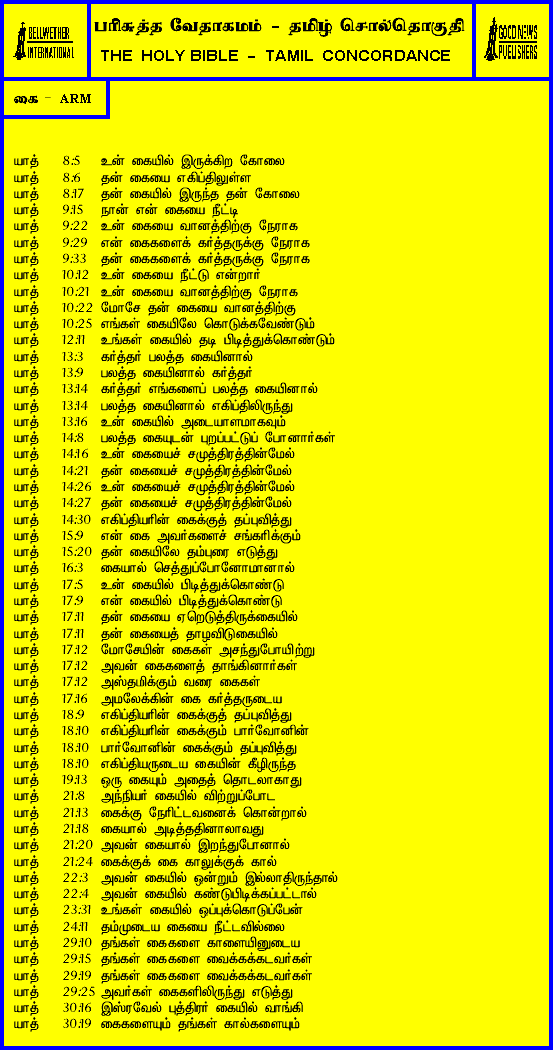 BELLWETHER
INTERNATIONAL
பரிசுத்த வேதாகமம் - தமிழ் சொல்தொகுதி
THE HOLY BIBLE - TAMIL CONCORDANCE
GOOD NEWS
PUBLISHERS
கை - ARM
யாத் 8:5 உன் கையில் இருக்கிற கோலை
யாத் 8:6 தன் கையை எகிப்திலுள்ள
யாத் 8:17 தன் கையில் இருந்த தன் கோலை
யாத் 9:15 நான் என் கையை நீட்டி
யாத் 9:22 உன் கையை வானத்திற்கு நேராக
யாத் 9:29 என் கைகளைக் கர்த்தருக்கு நேராக
யாத் 9:33 தன் கைகளைக் கர்த்தருக்கு நேராக
யாத் 10:12 உன் கையை நீட்டு என்றார்
யாத் 10:21 உன் கையை வானத்திற்கு நேராக
யாத் 10:22 மோசே தன் கையை வானத்திற்கு
யாத் 10:25 எங்கள் கையிலே கொடுக்கவேண்டும்
யாத் 12:11 உங்கள் கையில் தடி பிடித்துக்கொண்டும்
யாத் 13:3 கர்த்தர் பலத்த கையினால்
யாத் 13:9 பலத்த கையினால் கர்த்தர்
யாத் 13:14 கர்த்தர் எங்களைப் பலத்த கையினால்
யாத் 13:14 பலத்த கையினால் எகிப்திலிருந்து
யாத் 13:16 உன் கையில் அடையாளமாகவும்
யாத் 14:8 பலத்த கையுடன் புறப்பட்டுப் போனார்கள்
யாத் 14:16 உன் கையைச் சமுத்திரத்தின்மேல்
யாத் 14:21 தன் கையைச் சமுத்திரத்தின்மேல்
யாத் 14:26 உன் கையைச் சமுத்திரத்தின்மேல்
யாத் 14:27 தன் கையைச் சமுத்திரத்தின்மேல்
யாத் 14:30 எகிப்தியரின் கைக்குத் தப்புவித்து
யாத் 15:9 என் கை அவர்களைச் சங்கரிக்கும்
யாத் 15:20 தன் கையிலே தம்புரை எடுத்து
யாத் 16:3 கையால் செத்துப்போனோமானால்
யாத் 17:5 உன் கையில் பிடித்துக்கொண்டு
யாத் 17:9 என் கையில் பிடித்துக்கொண்டு
யாத் 17:11 தன் கையை ஏறெடுத்திருக்கையில்
யாத் 17:11 தன் கையைத் தாழவிடுகையில்
யாத் 17:12 மோசேயின் கைகள் அசந்துபோயிற்று
யாத் 17:12 அவன் கைகளைத் தாங்கினார்கள்
யாத் 17:12 அஸ்தமிக்கும் வரை கைகள்
யாத் 17:16 அமலேக்கின் கை கர்த்தருடைய
யாத் 18:9 எகிப்தியரின் கைக்குத் தப்புவித்து
யாத் 18:10 எகிப்தியரின் கைக்கும் பார்வோனின்
யாத் 18:10 பார்வோனின் கைக்கும் தப்புவித்து
யாத் 18:10 எகிப்தியருடைய கையின் கீழிருந்த
யாத் 19:13 ஒரு கையும் அதைத் தொடலாகாது
யாத் 21:8 அந்நியர் கையில் விற்றுப்போட
யாத் 21:13 கைக்கு நேரிட்டவனைக் கொன்றால்
யாத் 21:18 கையால் அடித்ததினாலாவது
யாத் 21:20 அவன் கையால் இறந்துபோனால்
யாத் 21:24 கைக்குக் கை காலுக்குக் கால்
யாத் 22:3 அவன் கையில் ஒன்றும் இல்லாதிருந்தால்
யாத் 22:4 அவன் கையில் கண்டுபிடிக்கப்பட்டால்
யாத் 23:31 உங்கள் கையில் ஒப்புக்கொடுப்பேன்
யாத் 24:11 தம்முடைய கையை நீட்டவில்லை
யாத் 29:10 தங்கள் கைகளை காளையினுடைய
யாத் 29:15 தங்கள் கைகளை வைக்கக்கடவர்கள்
யாத் 29:19 தங்கள் கைகளை வைக்கக்கடவர்கள்
யாத் 29:25 அவர்கள் கைகளிலிருந்து எடுத்து
யாத் 30:16 இஸ்ரவேல் புத்திரர் கையில் வாங்கி
யாத் 30:19 கைகளையும் தங்கள் கால்களையும்